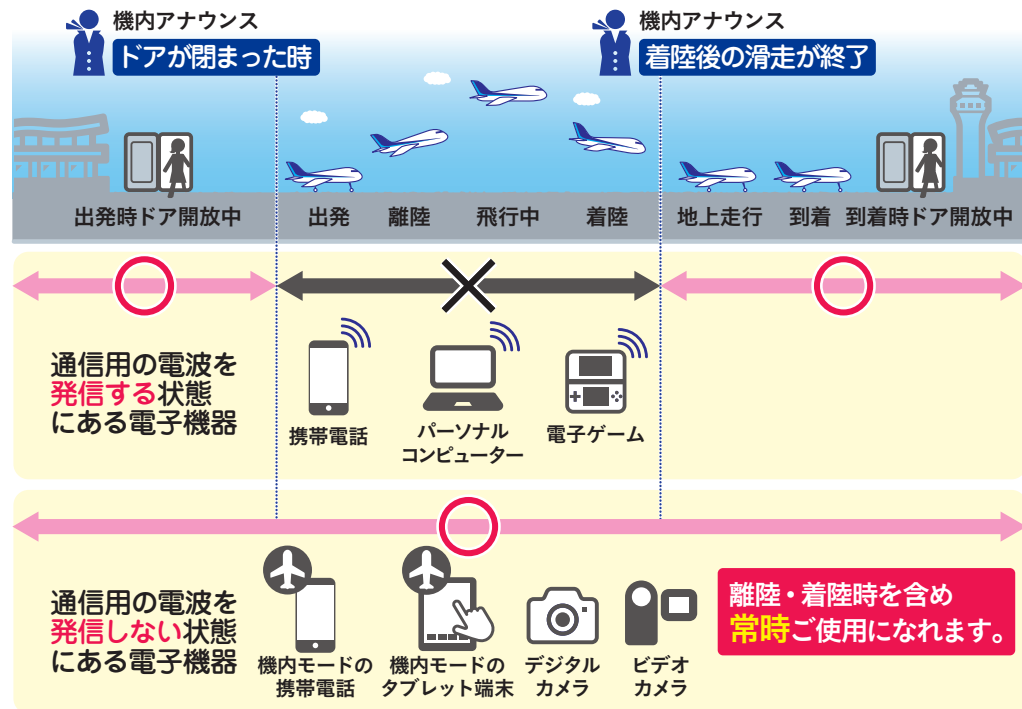 機内アナウンス
ドアが閉まった時
機内アナウンス
着陸後の滑走が終了
出発時ドア開放中
出発
離陸
飛行中
着陸
地上走行
到着
到着時ドア開放中
通信用の電波を
発信する状態
にある電子機器
携帯電話
パーソナル
コンピューター
電子ゲーム
通信用の電波を
発信しない状態
にある電子機器
機内モードの
携帯電話
機内モードの
タブレット端末
デジタル
カメラ
ビデオ
カメラ
離陸・着陸時を含め
常時ご使用になれます。